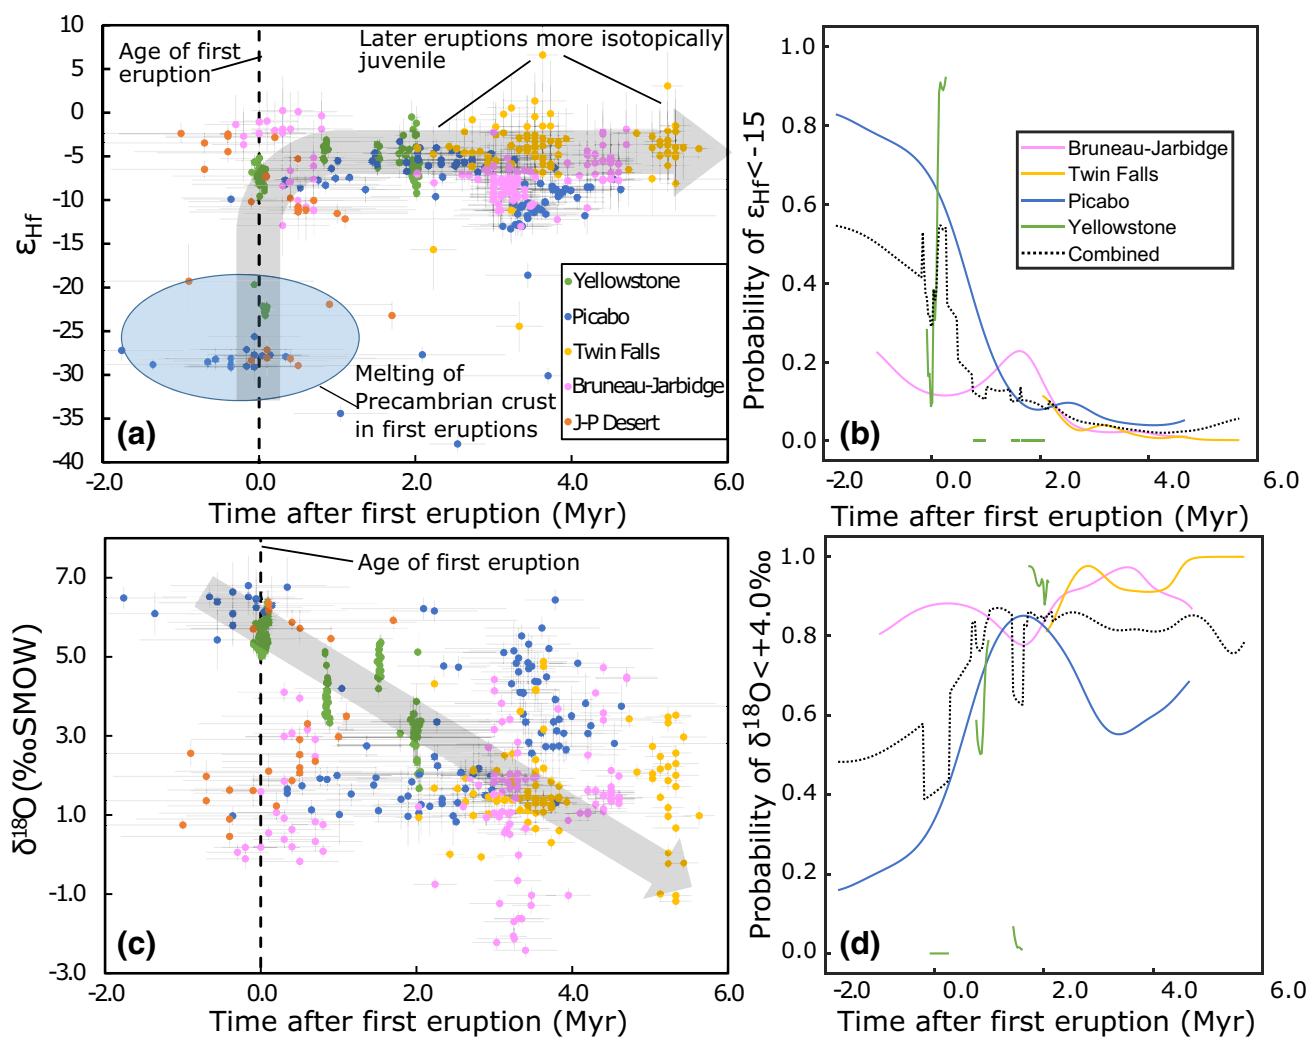 10
5
0
-5
-10
-15
-20
-25
-30
-35
-40
εHf
Age of first
eruption
Later eruptions more isotopically
juvenile
Yellowstone
Picabo
Twin Falls
Bruneau-Jarbidge
J-P Desert
Melting of
Precambrian crust
in first eruptions
(a)
-2.0 0.0 2.0 4.0 6.0
Time after first eruption (Myr)
1.0
0.8
0.6
0.4
0.2
0.0
Probability of εHf<-15
Bruneau-Jarbidge
Twin Falls
Picabo
Yellowstone
Combined
(b)
-2.0 0.0 2.0 4.0 6.0
Time after first eruption (Myr)
7.0
5.0
3.0
1.0
-1.0
-3.0
δ18O(‰SMOW)
Age of first eruption
(c)
-2.0 0.0 2.0 4.0 6.0
Time after first eruption (Myr)
1.0
0.8
0.6
0.4
0.2
0.0
Probability of δ18O<+4.0‰
(d)
-2.0 0.0 2.0 4.0 6.0
Time after first eruption (Myr)